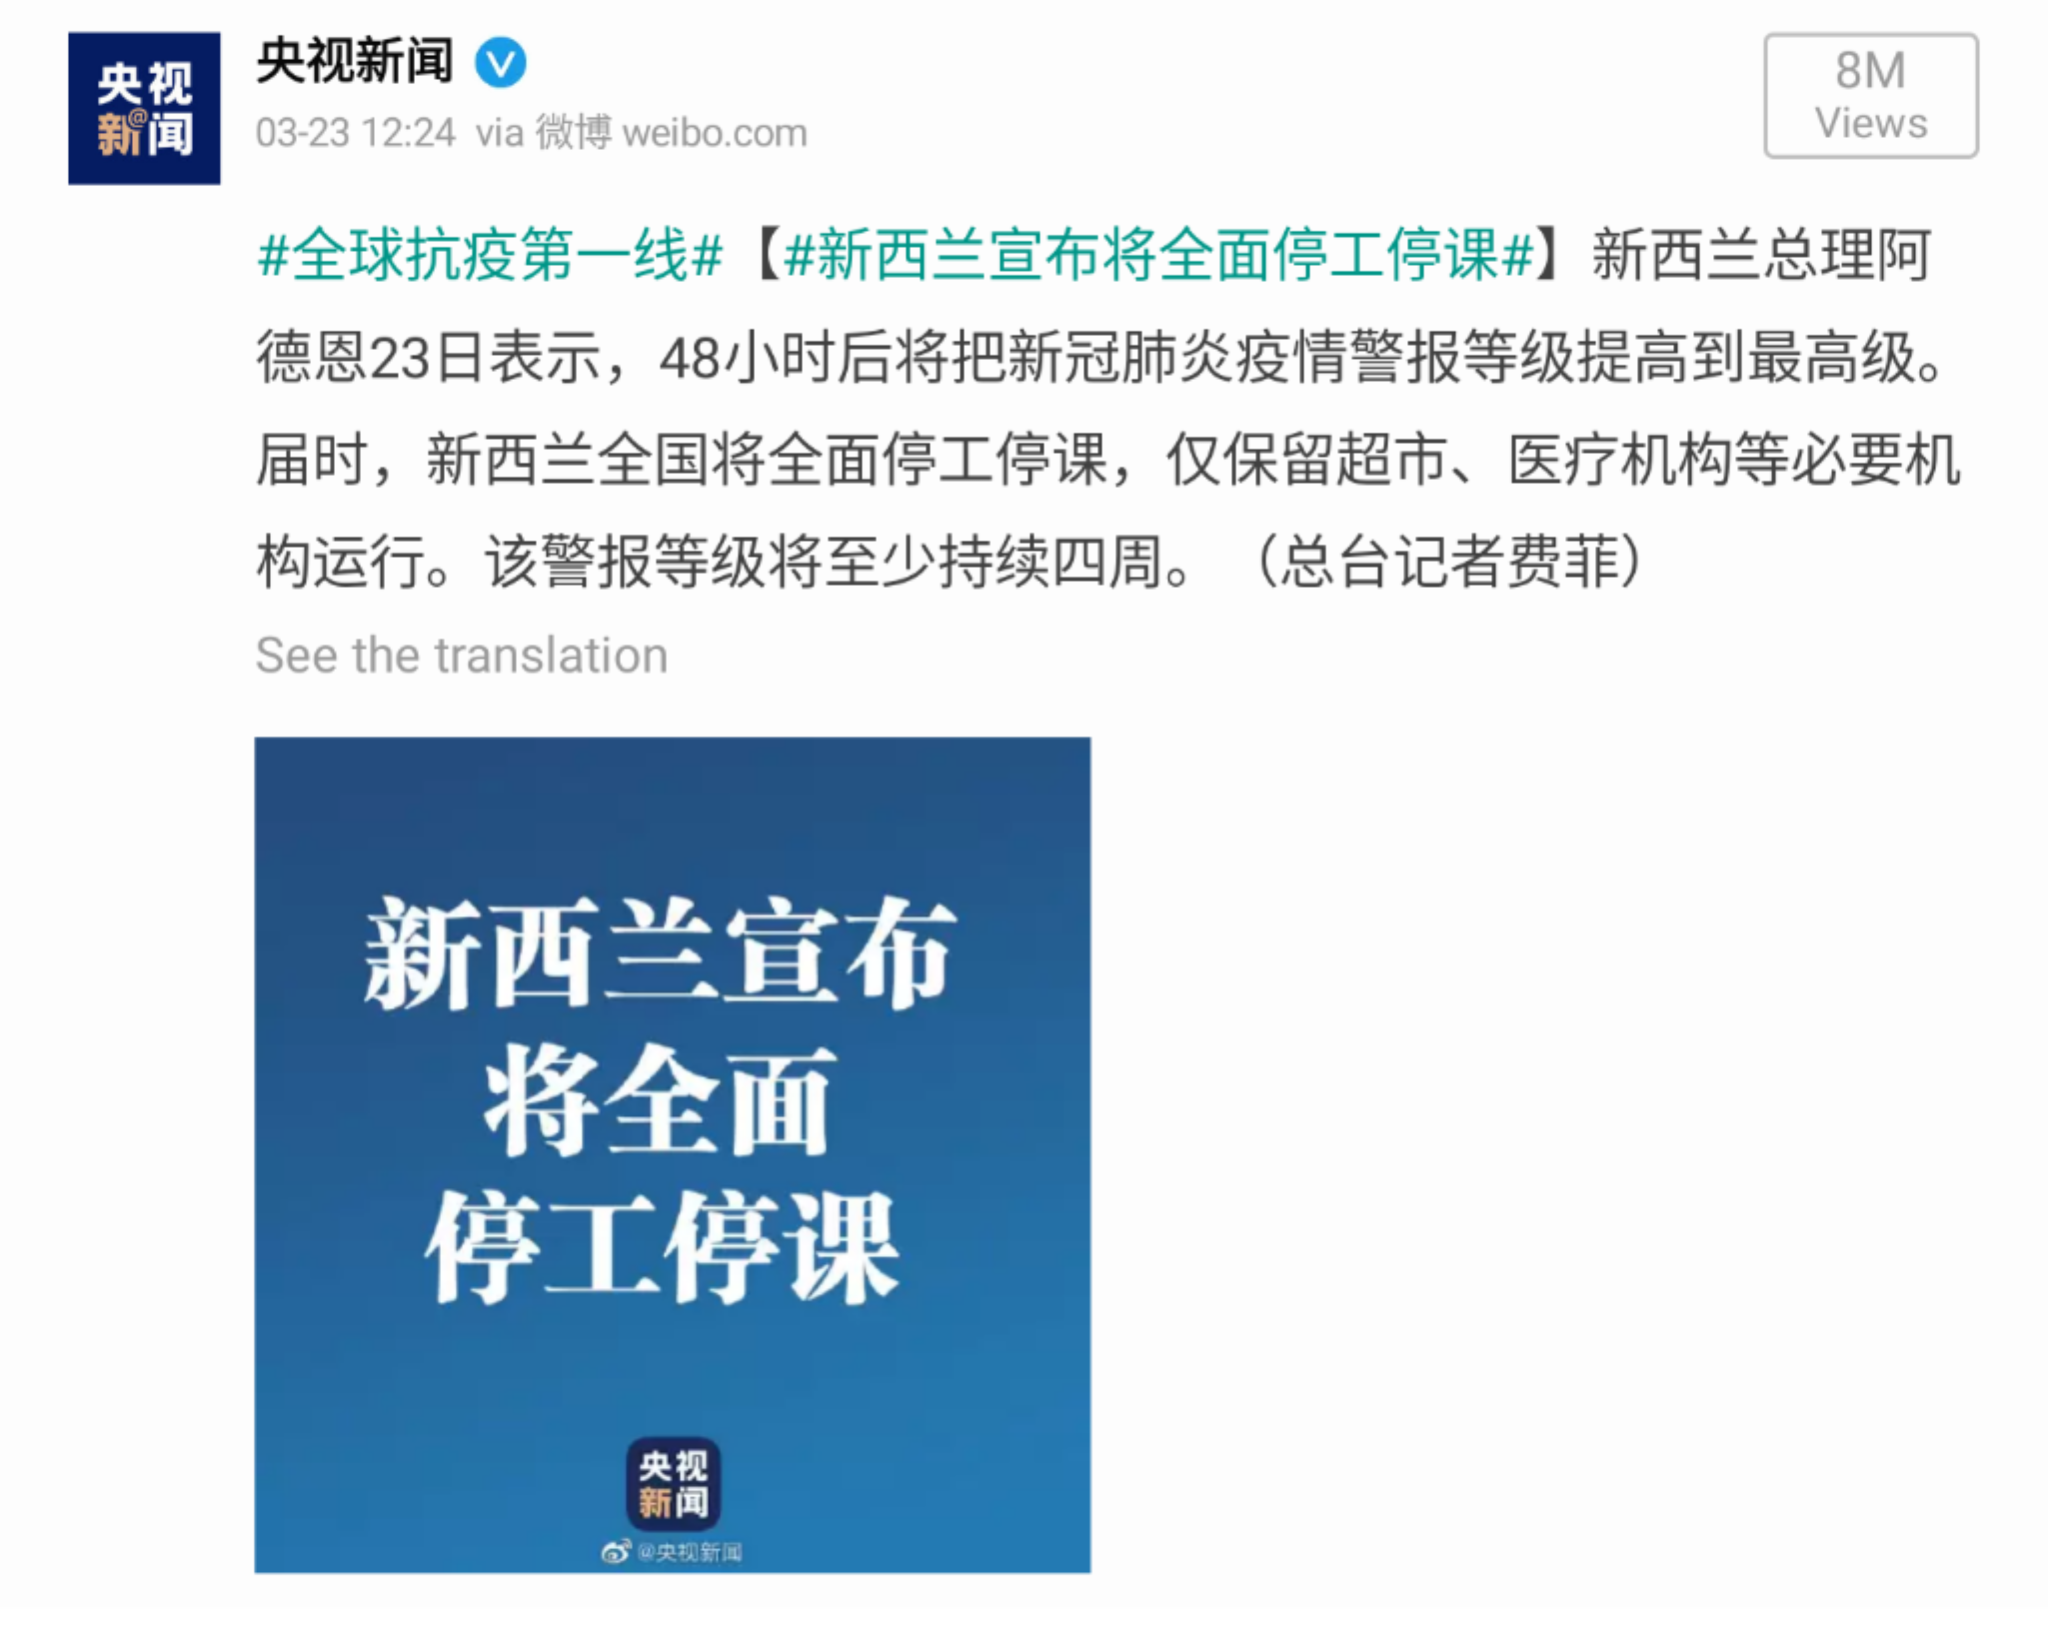 央视
新@闻
央视新闻
03-23 12:24 via 微博 weibo.com
8M
Views
#全球抗疫第一线#【#新西兰宣布将全面停工停课#】新西兰总理阿
德恩23日表示，48小时后将把新冠肺炎疫情警报等级提高到最高级。
届时，新西兰全国将全面停工停课，仅保留超市、医疗机构等必要机
构运行。该警报等级将至少持续四周。（总台记者费菲）
See the translation
新西兰宣布
将全面
停工停课
央视
新闻
@央视新闻